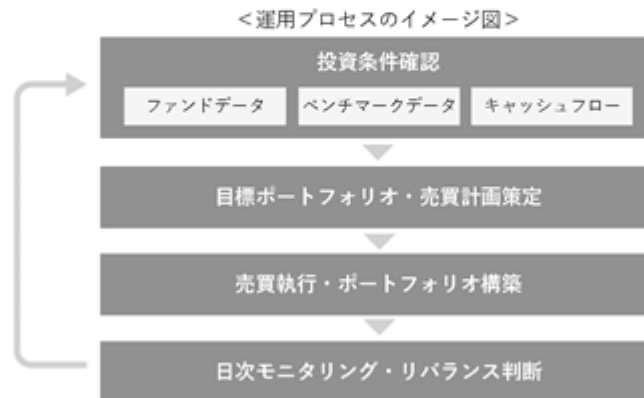 ＜運用プロセスのイメージ図＞
投資条件確認
ファンドデータ
ベンチマークデータ
キャッシュフロー
目標ポートフォリオ・売買計画策定
売買執行・ポートフォリオ構築
日次モニタリング・リバランス判断